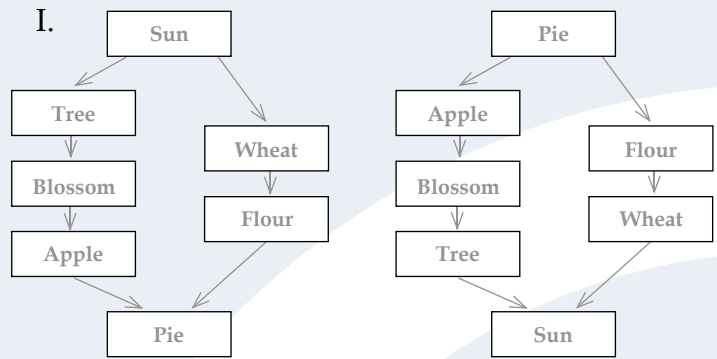 I.
Sun
Tree
Wheat
Blossom
Flour
Apple
Pie
Pie
Apple
Flour
Blossom
Wheat
Tree
Sun